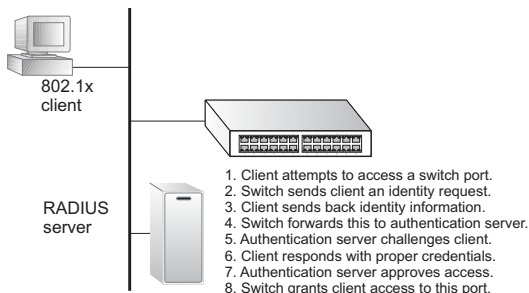 802.1x
client
RADIUS
server
1. Client attempts to access a switch port.
2. Switch sends client an identity request.
3. Client sends back identity information.
4. Switch forwards this to authentication server.
5. Authentication server challenges client.
6. Client responds with proper credentials.
7. Authentication server approves access.
8. Switch grants client access to this port.